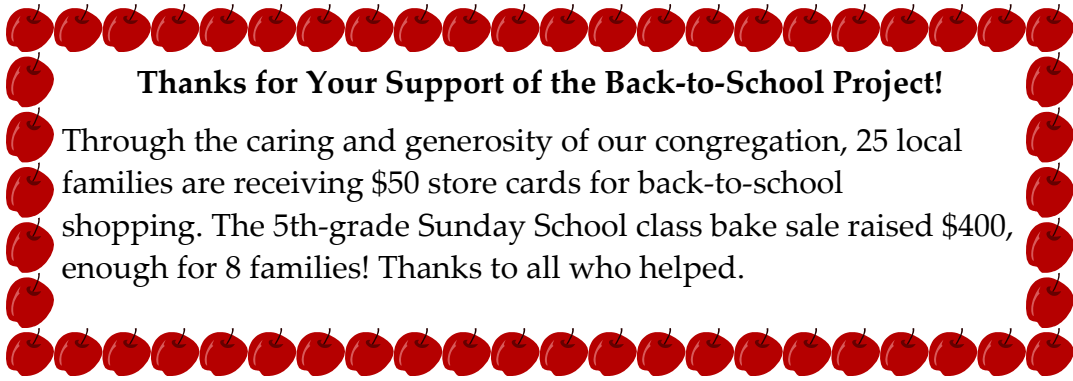 Thanks for Your Support of the Back-to-School Project!
Through the caring and generosity of our congregation, 25 local
families are receiving $50 store cards for back-to-school
shopping. The 5th-grade Sunday School class bake sale raised $400,
enough for 8 families! Thanks to all who helped.